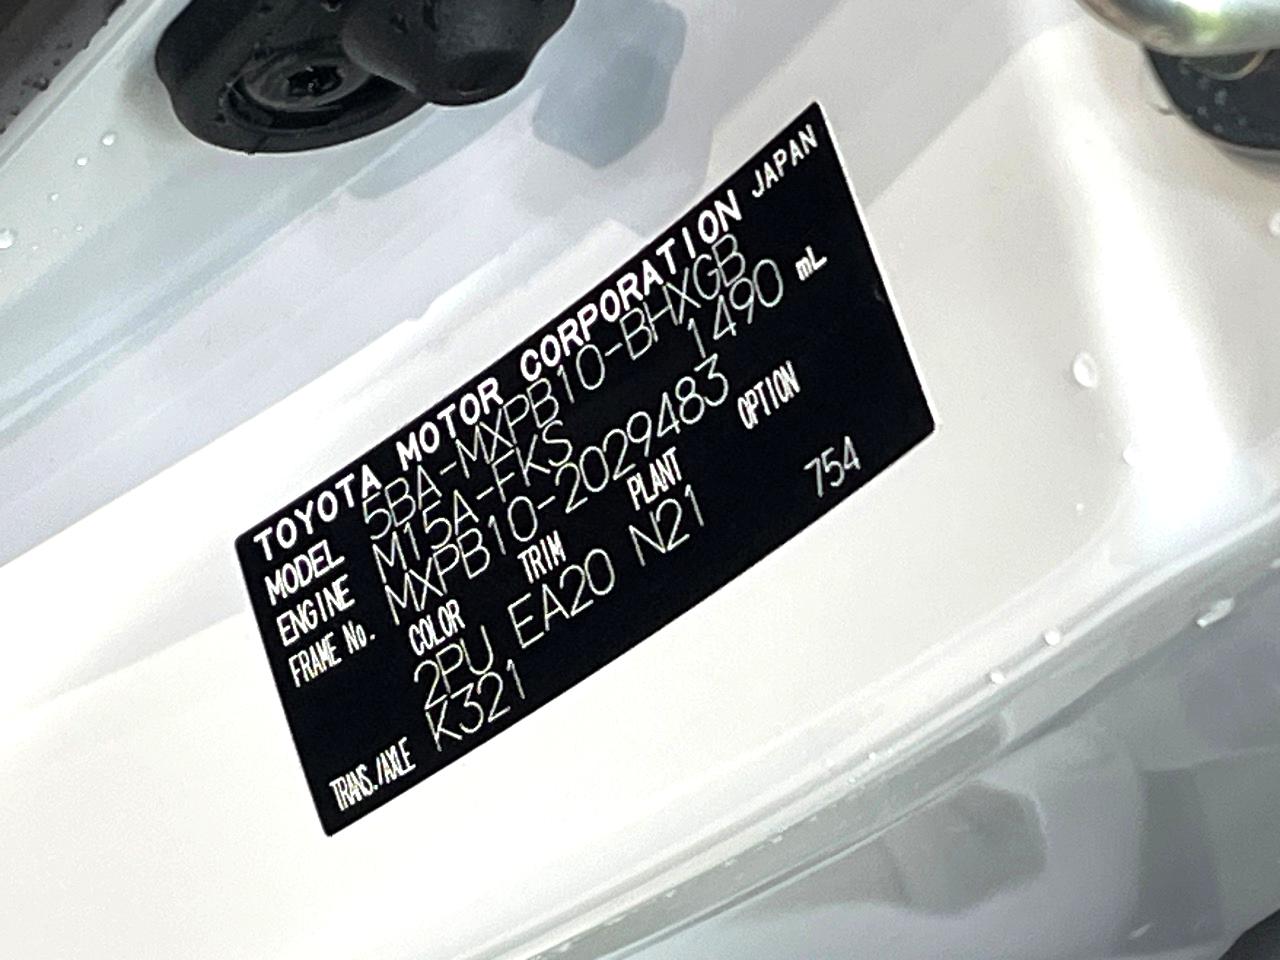 TOYOTA MOTOR CORPORATION JAPAN
MODEL 5BA-MXPB10-BHXGB
ENGINE M15A-FKS 1490 mL
FRAME No. MXPB10-2029483
COLOR TRIM PLANT OPTION
2PU EA20 N21 754
TRANS./AXLE K321